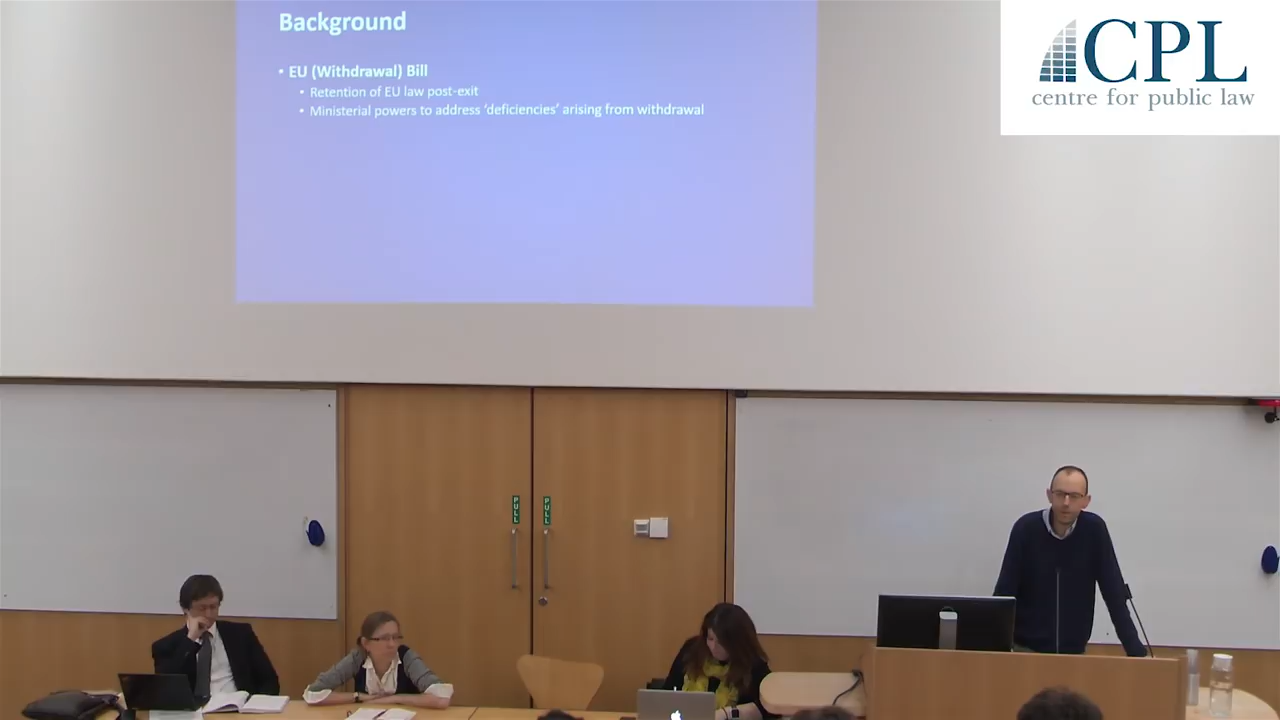 Background
• EU (Withdrawal) Bill
• Retention of EU law post-exit
• Ministerial powers to address ‘deficiencies’ arising from withdrawal
CPL
centre for public law
PULL
PULL